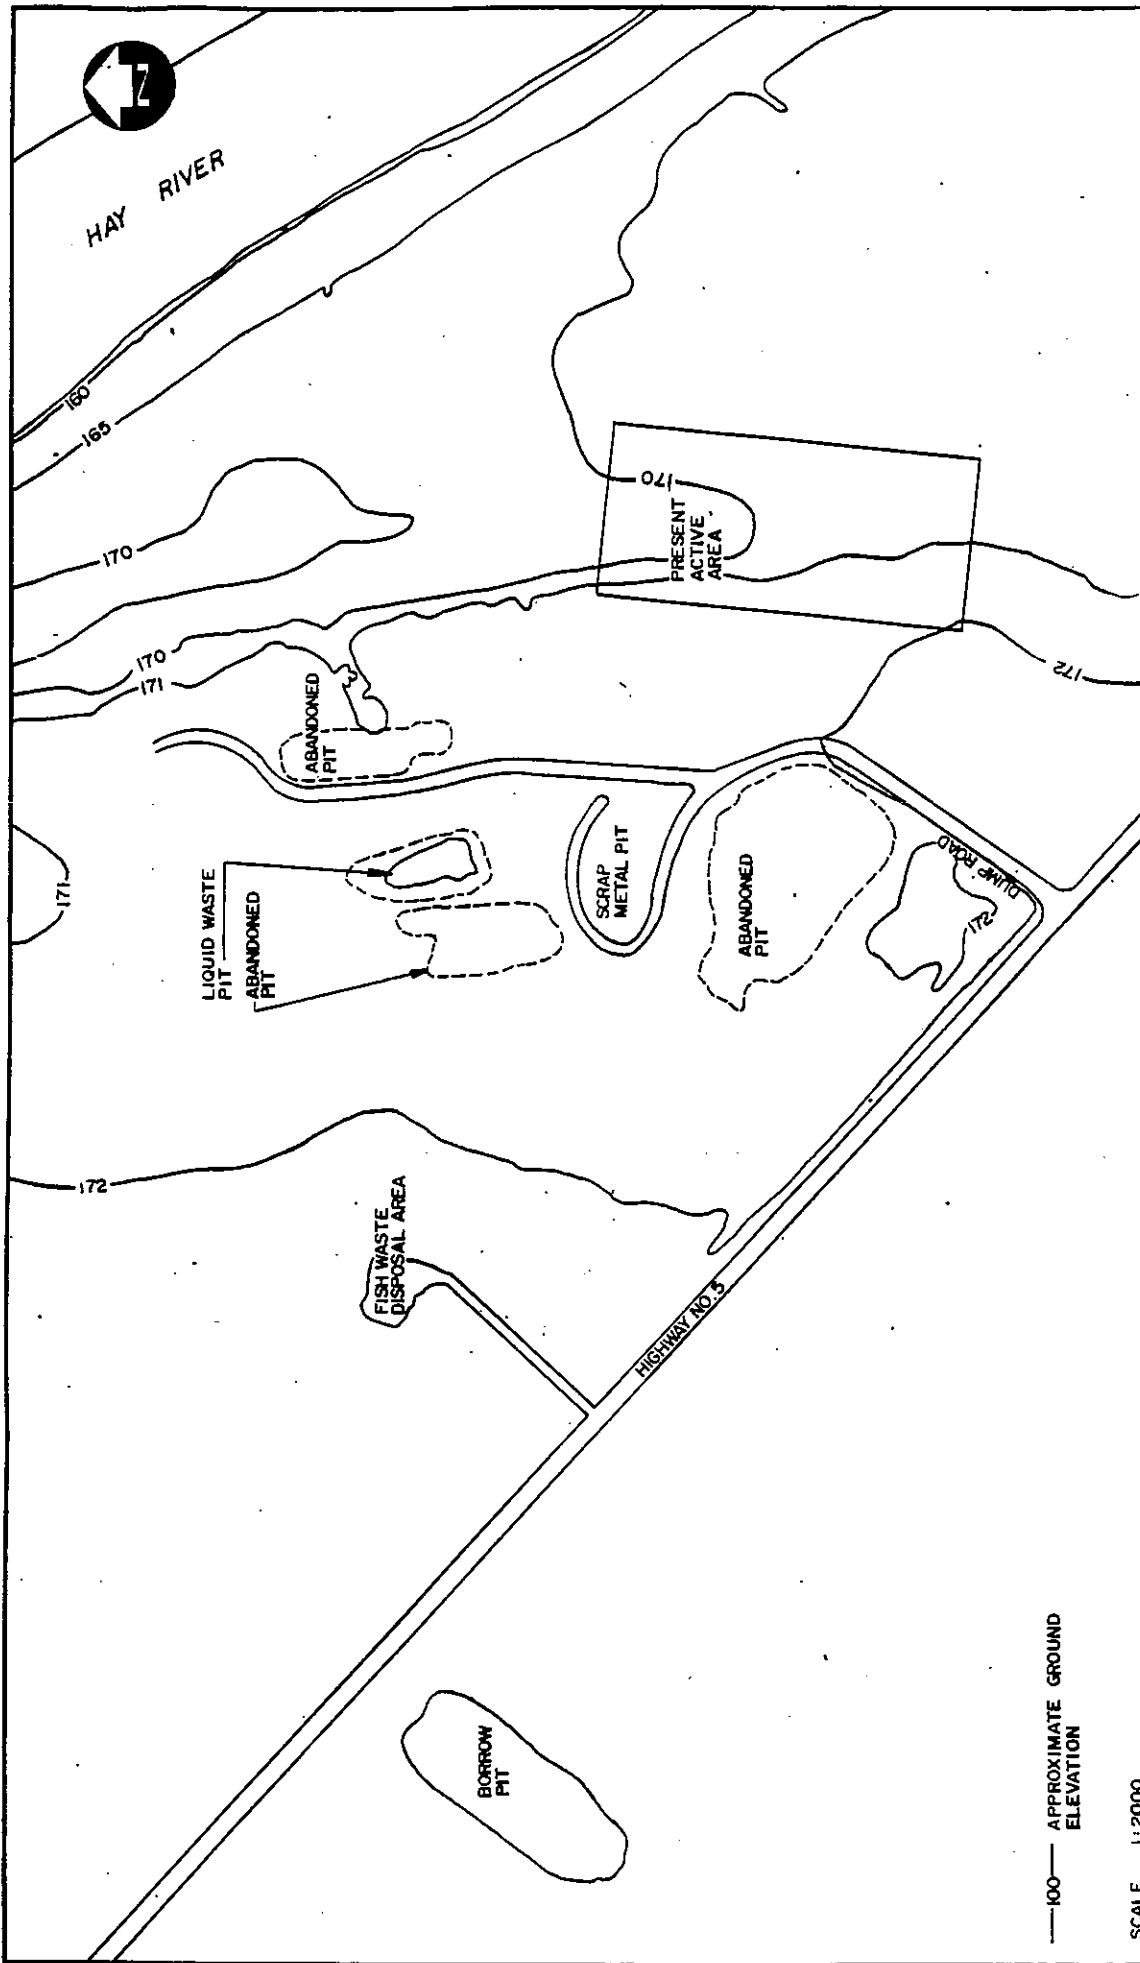 N
HAY RIVER
160
165
170
170
171
171
172
ABANDONED
PIT
LIQUID WASTE
PIT
ABANDONED
PIT
FISH WASTE
DISPOSAL AREA
SCRAP
METAL PIT
170
PRESENT
ACTIVE
AREA
ABANDONED
PIT
172
172
DUMP ROAD
HIGHWAY NO. 5
BORROW
PIT
100 APPROXIMATE GROUND
ELEVATION
SCALE 1:2000